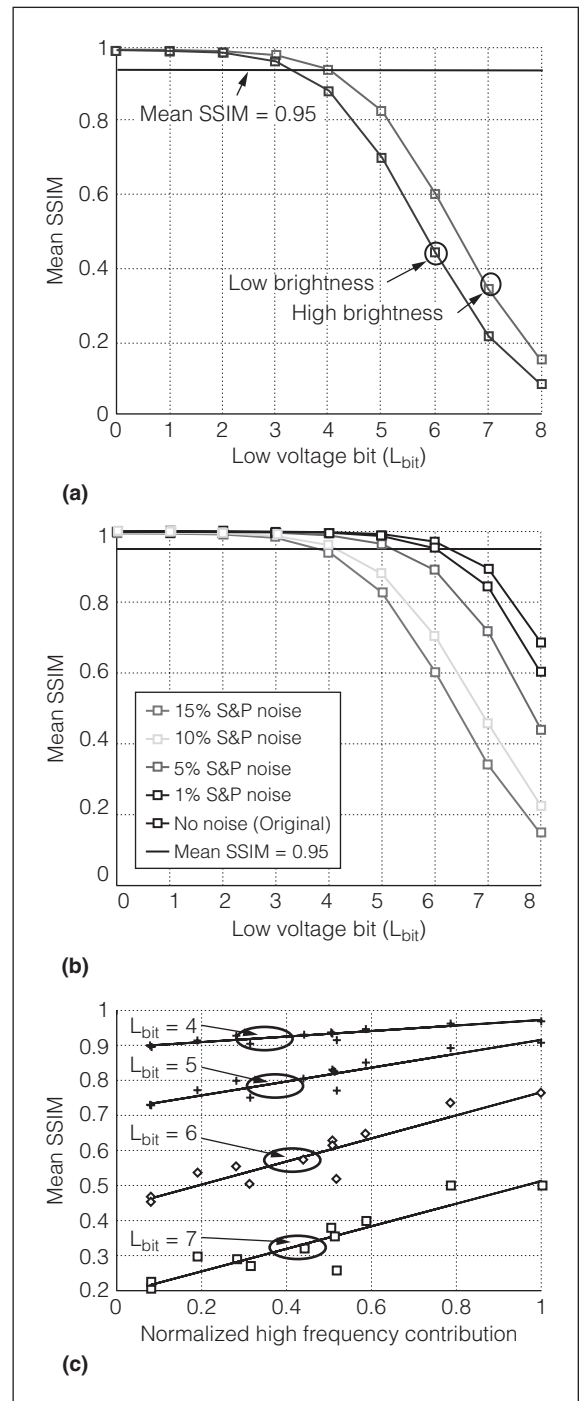 1
0.8
0.6
0.4
0.2
0
Mean SSIM
Mean SSIM = 0.95
Low brightness
High brightness
0 1 2 3 4 5 6 7 8
Low voltage bit (Lbit)
(a)
1
0.8
0.6
0.4
0.2
0
Mean SSIM
15% S&P noise
10% S&P noise
5% S&P noise
1% S&P noise
No noise (Original)
Mean SSIM = 0.95
0 1 2 3 4 5 6 7 8
Low voltage bit (Lbit)
(b)
1
0.9
0.8
0.7
0.6
0.5
0.4
0.3
0.2
Mean SSIM
Lbit = 4
Lbit = 5
Lbit = 6
Lbit = 7
0 0.2 0.4 0.6 0.8 1
Normalized high frequency contribution
(c)